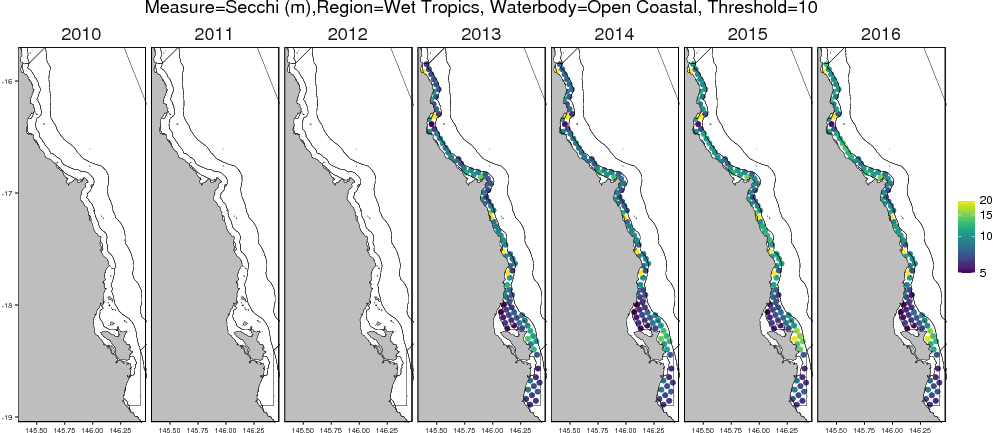 Measure=Secchi (m),Region=Wet Tropics, Waterbody=Open Coastal, Threshold=10
2010 2011 2012 2013 2014 2015 2016
-16
-17
-18
-19
20
15
10
5
145.50 145.75 146.00 146.25 145.50 145.75 146.00 146.25 145.50 145.75 146.00 146.25 145.50 145.75 146.00 146.25 145.50 145.75 146.00 146.25 145.50 145.75 146.00 146.25 145.50 145.75 146.00 146.25